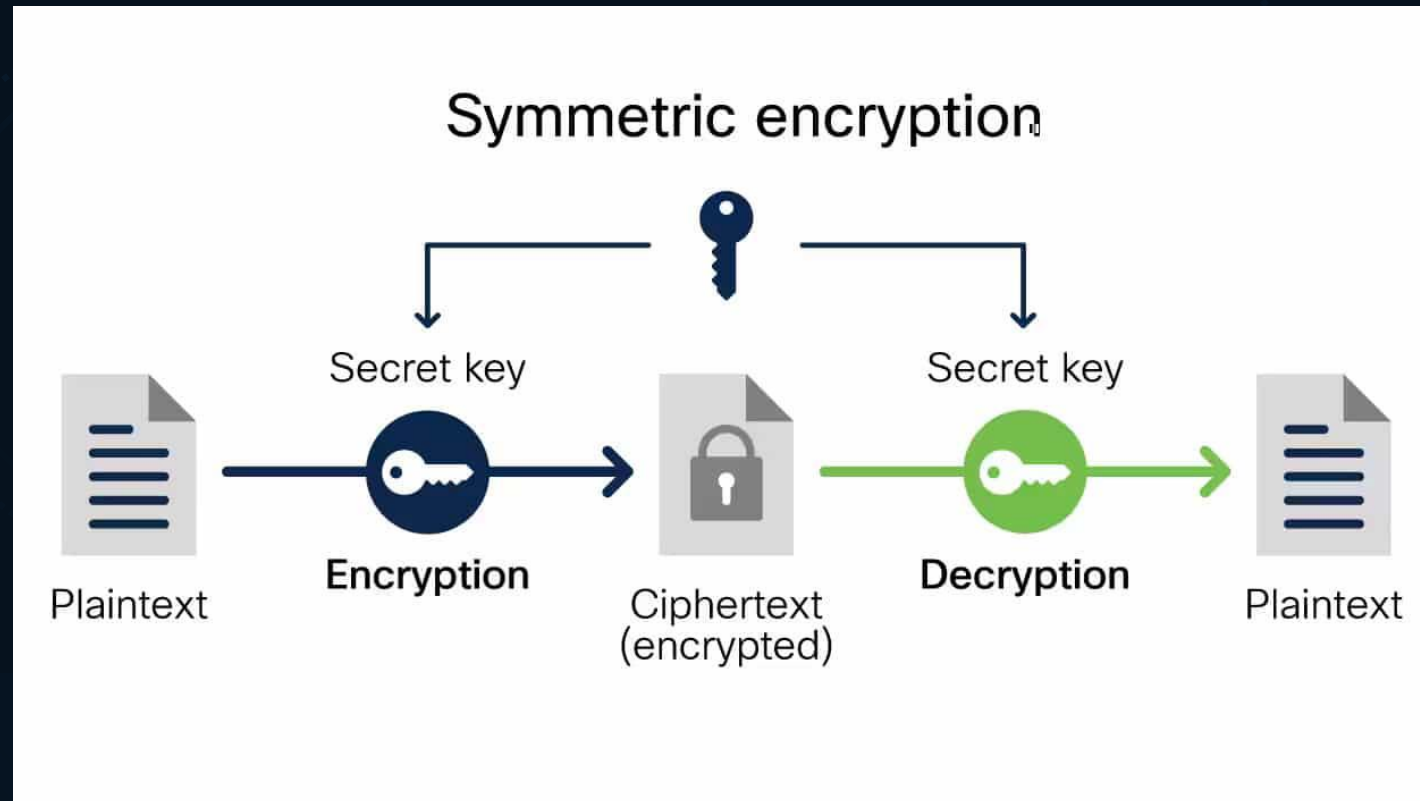 Symmetric encryption
Secret key
Secret key
Encryption
Decryption
Plaintext
Ciphertext
(encrypted)
Plaintext